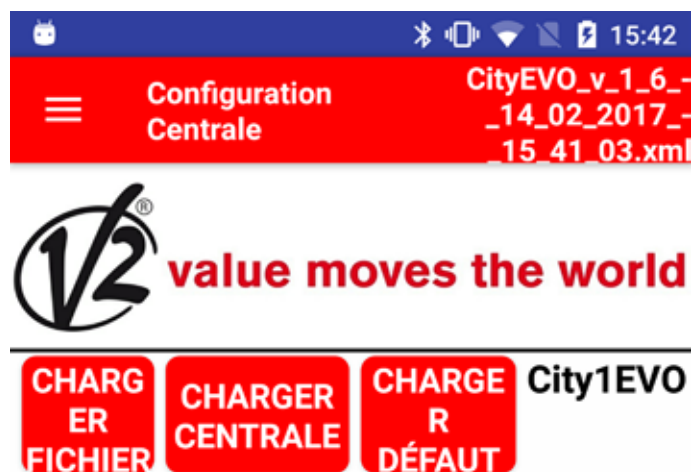 15:42
Configuration
Centrale
CityEVO_v_1_6_-
_14_02_2017_-
_15_41_03.xml
V2®
value moves the world
CHARG
ER
FICHIER
CHARGER
CENTRALE
CHARGE
R
DÉFAUT
City1EVO